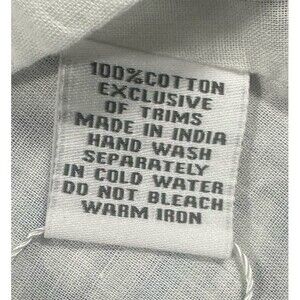 100%COTTON
EXCLUSIVE
OF TRIMS
MADE IN INDIA
HAND WASH
SEPARATELY
IN COLD WATER
DO NOT BLEACH
WARM IRON